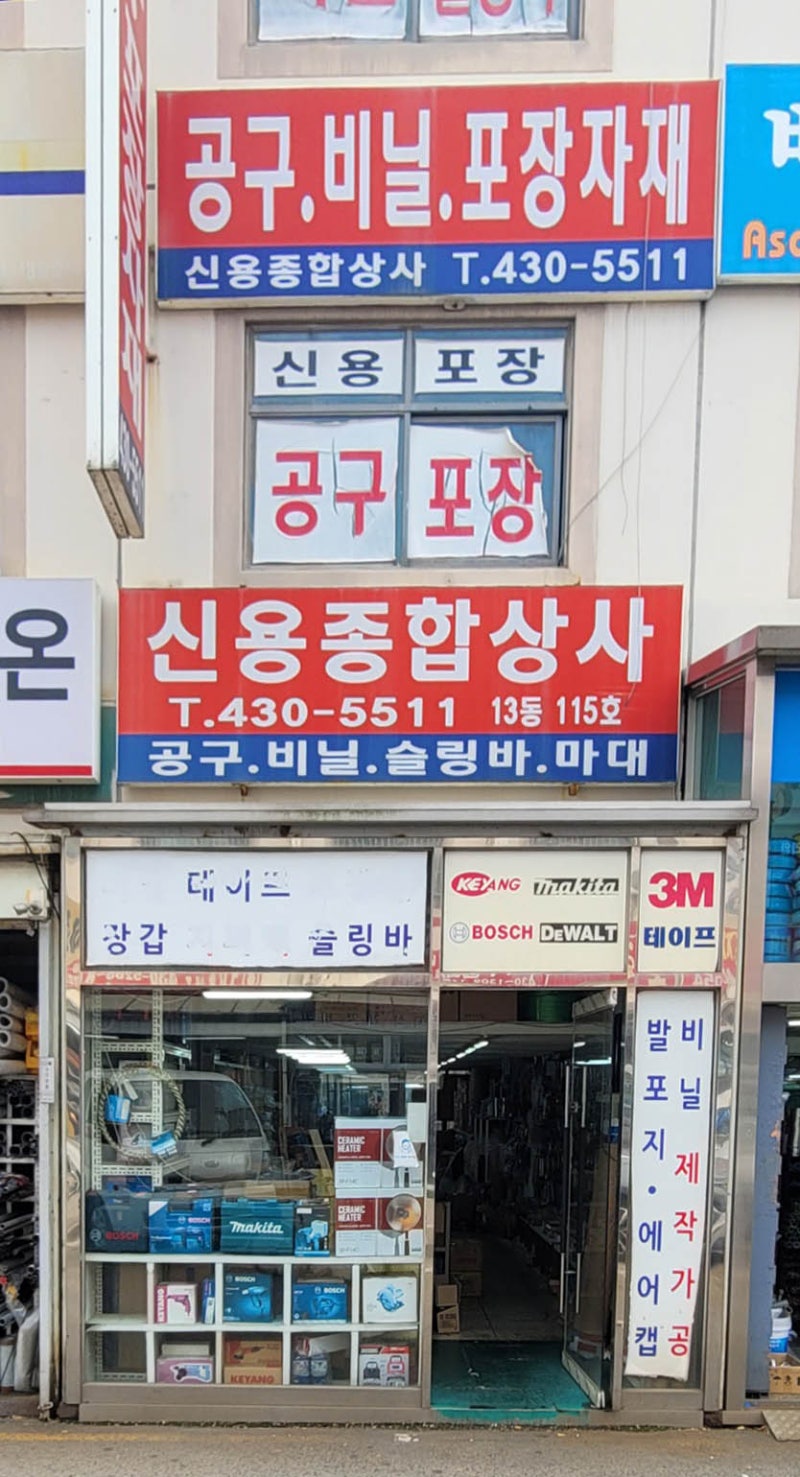 공구.비닐.포장자재
신용종합상사 T.430-5511
신용 포장
공구 포장
신용종합상사
T.430-5511 13동 115호
공구.비닐.슬링바.마대
온
테이프
장갑 슬링바
KEYANG makita
BOSCH DEWALT
3M
테이프
비닐 제작가공
발포지·에어캡
CERAMIC
HEATER
CERAMIC
HEATER
BOSCH
BOSCH
makita
KEYANG
BOSCH
BOSCH
KEYANG